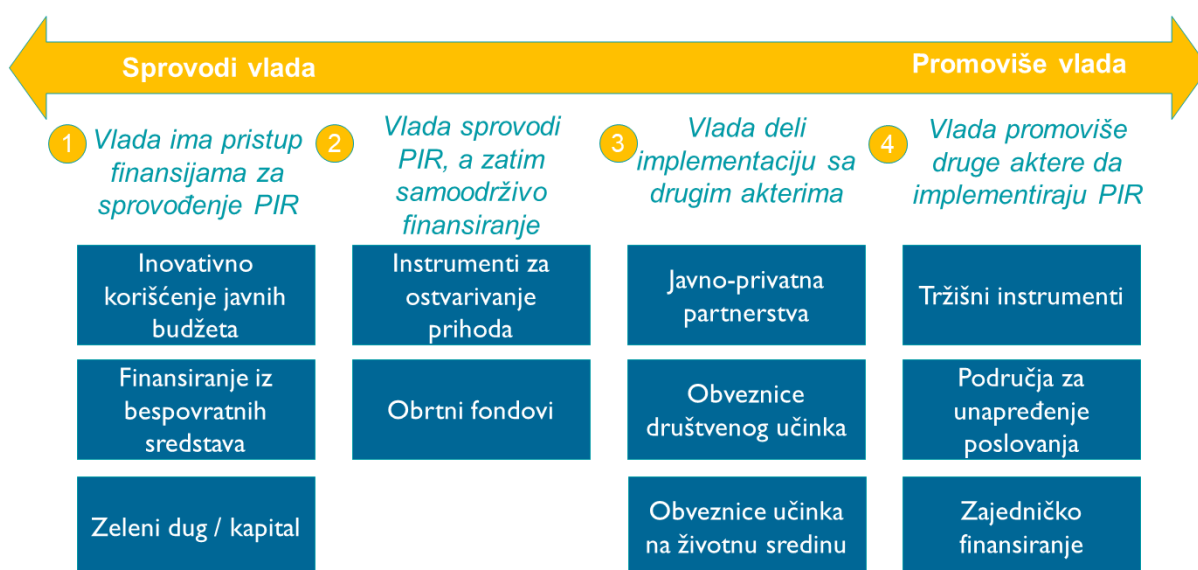 Sprovodi vlada
Promoviše vlada
1
Vlada ima pristup
finansijama za
sprovođenje PIR
2
Vlada sprovodi
PIR, a zatim
samoodrživo
finansiranje
3
Vlada deli
implementaciju sa
drugim akterima
4
Vlada promoviše
druge aktere da
implementiraju PIR
Inovativno
korišćenje javnih
budžeta
Instrumenti za
ostvarivanje
prihoda
Javno-privatna
partnerstva
Tržišni instrumenti
Finansiranje iz
bespovratnih
sredstava
Obrtni fondovi
Obveznice
društvenog učinka
Područja za
unapređenje
poslovanja
Zeleni dug / kapital
Obveznice učinka
na životnu sredinu
Zajedničko
finansiranje